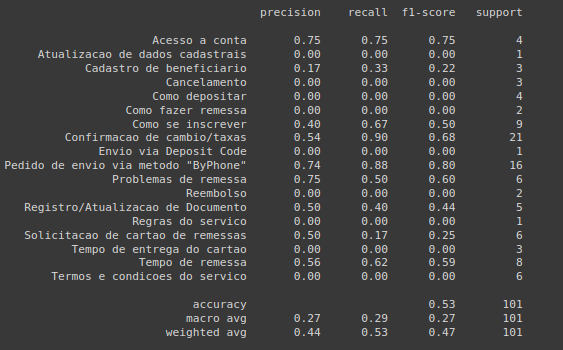 precision recall f1-score support
Acesso a conta 0.75 0.75 0.75 4
Atualizacao de dados cadastrais 0.00 0.00 0.00 1
Cadastro de beneficiario 0.17 0.33 0.22 3
Cancelamento 0.00 0.00 0.00 3
Como depositar 0.00 0.00 0.00 4
Como fazer remessa 0.00 0.00 0.00 2
Como se inscrever 0.40 0.67 0.50 9
Confirmacao de cambio/taxas 0.54 0.90 0.68 21
Envio via Deposit Code 0.00 0.00 0.00 1
Pedido de envio via metodo "ByPhone" 0.74 0.88 0.80 16
Problemas de remessa 0.75 0.50 0.60 6
Reembolso 0.00 0.00 0.00 2
Registro/Atualizacao de Documento 0.50 0.40 0.44 5
Regras do servico 0.00 0.00 0.00 1
Solicitacao de cartao de remessas 0.50 0.17 0.25 6
Tempo de entrega do cartao 0.00 0.00 0.00 3
Tempo de remessa 0.56 0.62 0.59 8
Termos e condicoes do servico 0.00 0.00 0.00 6
accuracy 0.53 101
macro avg 0.27 0.29 0.27 101
weighted avg 0.44 0.53 0.47 101